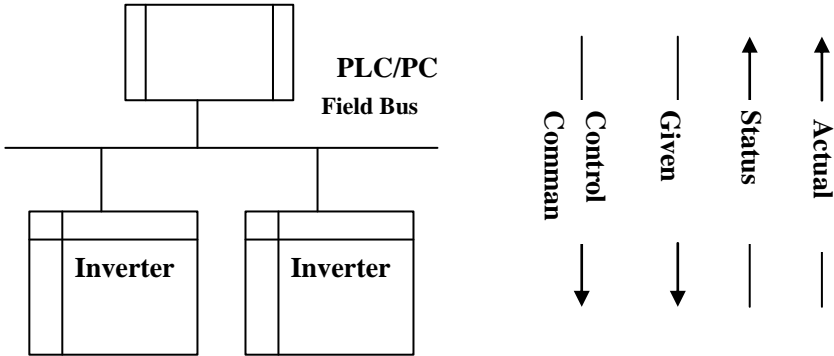 PLC/PC
Field Bus
Inverter
Inverter
Control
Comman
Given
Status
Actual